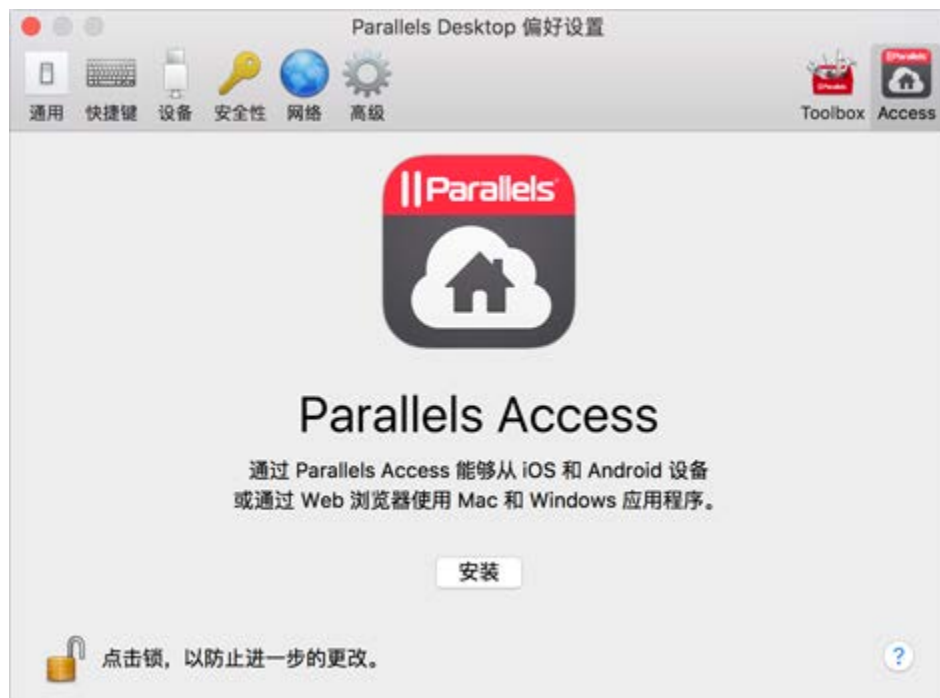 Parallels Desktop 偏好设置
通用 快捷键 设备 安全性 网络 高级 Toolbox Access
Parallels
Parallels Access
通过 Parallels Access 能够从 iOS 和 Android 设备
或通过 Web 浏览器使用 Mac 和 Windows 应用程序。
安装
点击锁，以防止进一步的更改。
?